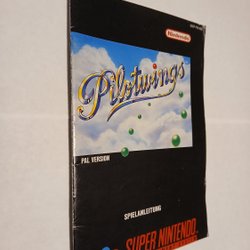 Nintendo
Pilotwings
PAL VERSION
SPIELANLEITUNG
SUPER NINTENDO